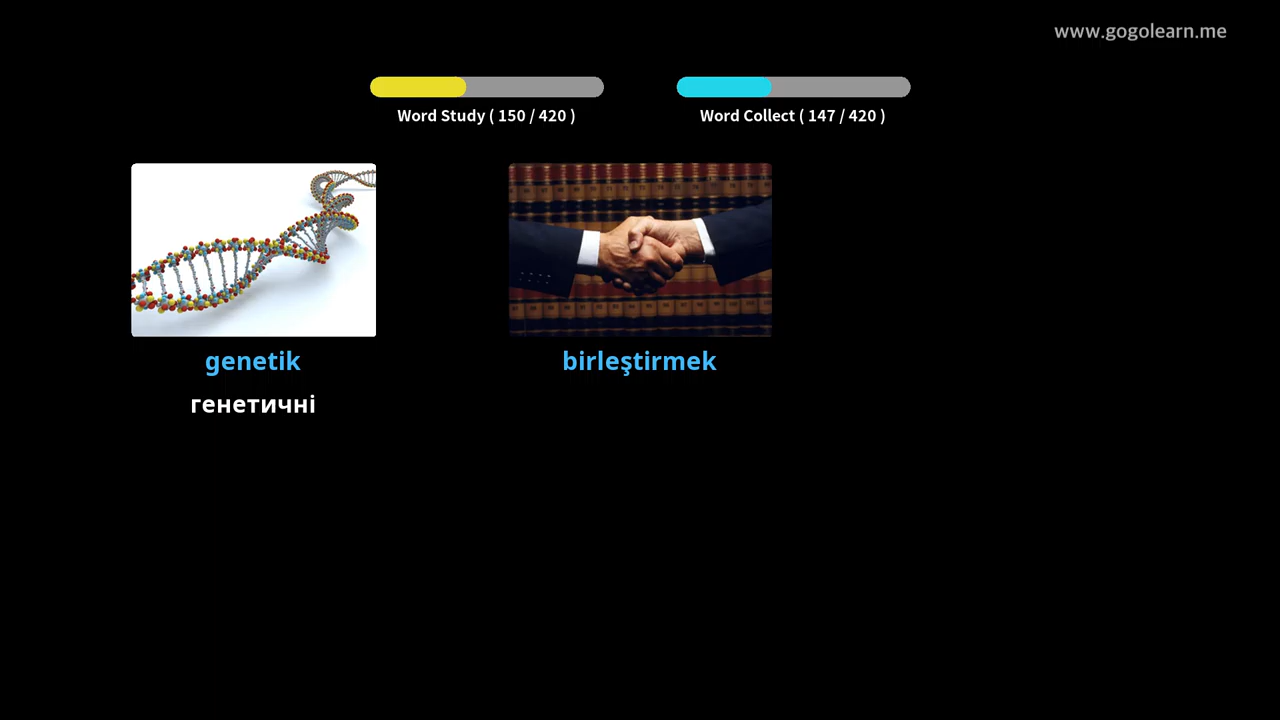 www.gogolearn.me
Word Study ( 150 / 420 )
Word Collect ( 147 / 420 )
genetik
birleştirmek
генетичні